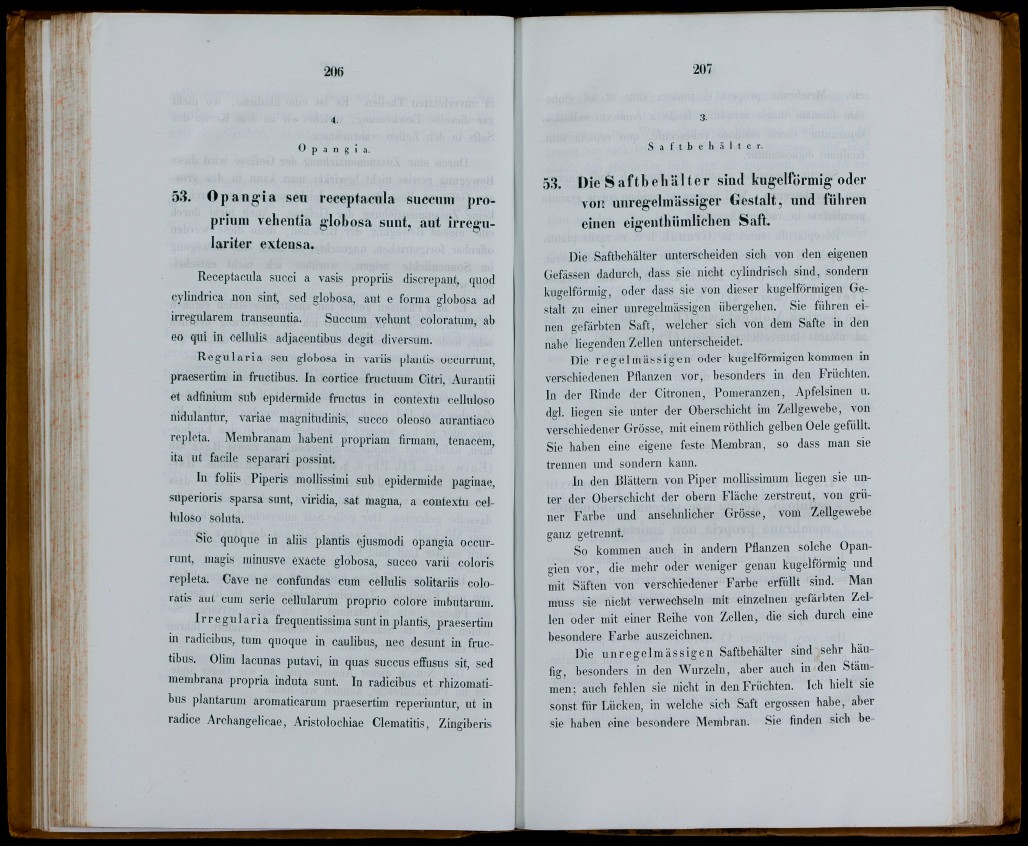 206
4.
Opangia.
53. Opangia seu receptacula succum pro-
prium vehentia globosa sunt, aut irregu-
lariter extensa.
Receptacula succi a vasis propriis discrepant, quod
cylindrica non sint, sed globosa, aut e forma globosa ad
irregularem transeuntia. Succum vehunt coloratum, ab
eo qui in cellulis adjacentibus degit diversum.
Regularia seu globosa in variis plantis occurrunt,
praesertim in fructibus. In cortice fructuum Citri, Aurantii
et adfinium sub epidermide fructus in contextu celluloso
nidulantur, variae magnitudinis, succo oleoso aurantiaco
repleta. Membranam habent propriam firmam, tenacem,
ita ut facile separari possint.
In foliis Piperis mollissimi sub epidermide paginae,
superioris sparsa sunt, viridia, sat magna, a contextu cel-
luloso soluta.
Sic quoque in aliis plantis ejusmodi opangia occur-
runt, magis minusve exacte globosa, succo varii coloris
repleta. Cave ne confundas cum cellulis solitariis colo-
ratis aut cum serie cellularum proprio colore imbutarum.
Irregularia frequentissima sunt in plantis, praesertim
in radicibus, tum quoque in caulibus, nec desunt in fruc-
tibus. Olim lacunas putavi, in quas succus effusus sit, sed
membrana propria induta sunt. In radicibus et rhizomati-
bus plantarum aromaticarum praesertim reperiuntur, ut in
radice Archangelicae, Aristolochiae Clematitis, Zingiberis
207
3.
Saftbehälter.
53. Die Saftbehälter sind kugelförmig oder
von unregelmässiger Gestalt, und führen
einen eigenthümlichen Saft.
Die Saftbehälter unterscheiden sich von den eigenen
Gefässen dadurch, dass sie nicht cylindrisch sind, sondern
kugelförmig, oder dass sie von dieser kugelförmigen Ge-
stalt zu einer unregelmässigen übergehen. Sie führen ei-
nen gefärbten Saft, welcher sich von dem Safte in den
nahe liegenden Zellen unterscheidet.
Die regelmässigen oder kugelförmigen kommen in
verschiedenen Pflanzen vor, besonders in den Früchten.
In der Rinde der Citronen, Pomeranzen, Apfelsinen u.
dgl. liegen sie unter der Oberschicht im Zellgewebe, von
verschiedener Grösse, mit einem röthlich gelben Oele gefüllt.
Sie haben eine eigene feste Membran, so dass man sie
trennen und sondern kann.
In den Blättern von Piper mollissimum liegen sie un-
ter der Oberschicht der obern Fläche zerstreut, von grü-
ner Farbe und ansehnlicher Grösse, vom Zellgewebe
ganz getrennt.
So kommen auch in andern Pflanzen solche Opan-
gien vor, die mehr oder weniger genau kugelförmig und
mit Säften von verschiedener Farbe erfüllt sind. Man
muss sie nicht verwechseln mit einzelnen gefärbten Zel-
len oder mit einer Reihe von Zellen, die sich durch eine
besondere Farbe auszeichnen.
Die unregelmässigen Saftbehälter sind sehr häu-
fig, besonders in den Wurzeln, aber auch in den Stäm-
men; auch fehlen sie nicht in den Früchten. Ich hielt sie
sonst für Lücken, in welche sich Saft ergossen habe, aber
sie haben eine besondere Membran. Sie finden sich be-